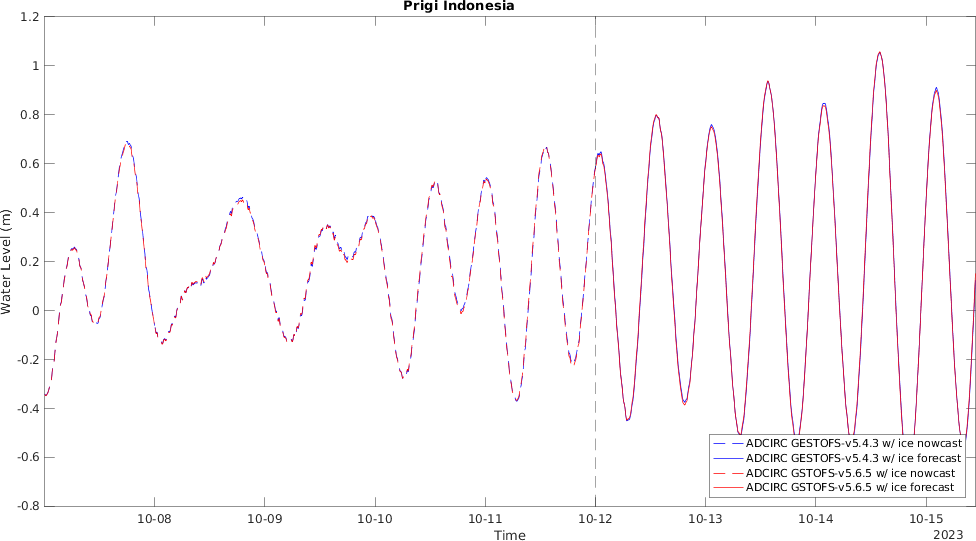 Prigi Indonesia
1.2
1
0.8
0.6
0.4
0.2
0
-0.2
-0.4
-0.6
-0.8
Water Level (m)
ADCIRC GESTOFS-v5.4.3 w/ ice nowcast
ADCIRC GESTOFS-v5.4.3 w/ ice forecast
ADCIRC GSTOFS-v5.6.5 w/ ice nowcast
ADCIRC GSTOFS-v5.6.5 w/ ice forecast
10-08 10-09 10-10 10-11 10-12 10-13 10-14 10-15
Time
2023